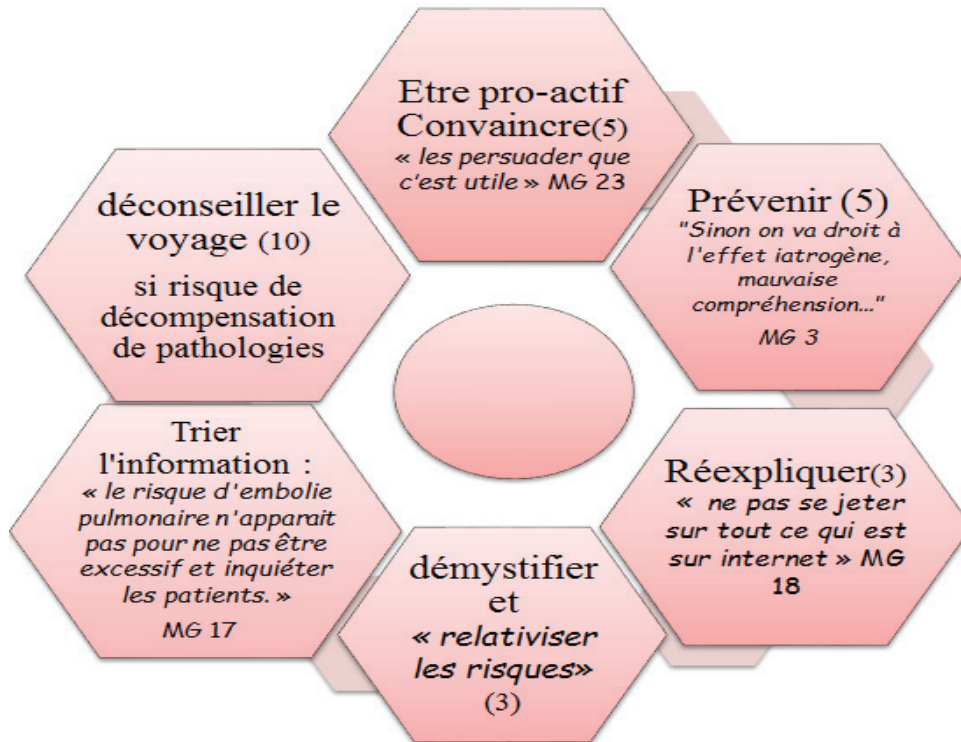 Etre pro-actif
Convaincre(5)
« les persuader que
c'est utile » MG 23
Prévenir (5)
"Sinon on va droit à
l'effet iatrogène,
mauvaise
compréhension..."
MG 3
Réexpliquer(3)
« ne pas se jeter
sur tout ce qui est
sur internet » MG
18
démystifier
et
« relativiser
les risques»
(3)
Trier
l'information :
« le risque d'embolie
pulmonaire n'apparait
pas pour ne pas être
excessif et inquiéter
les patients. »
MG 17
déconseiller le
voyage (10)
si risque de
décompensation
de pathologies